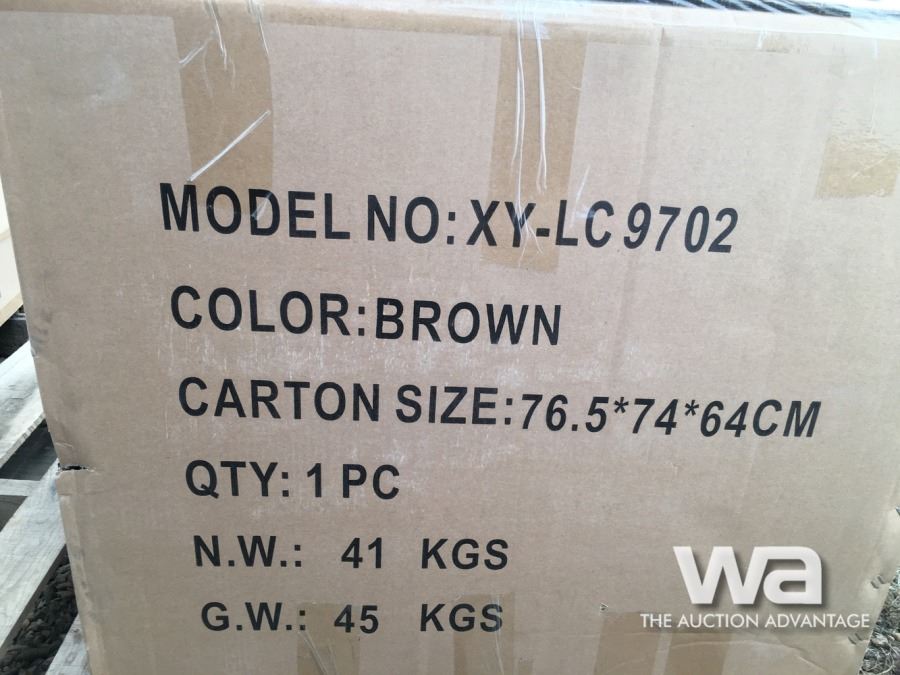 MODEL NO: XY-LC 9702
COLOR:BROWN
CARTON SIZE:76.5*74*64CM
QTY: 1 PC
N.W.: 41 KGS
G.W.: 45 KGS
wa
THE AUCTION ADVANTAGE